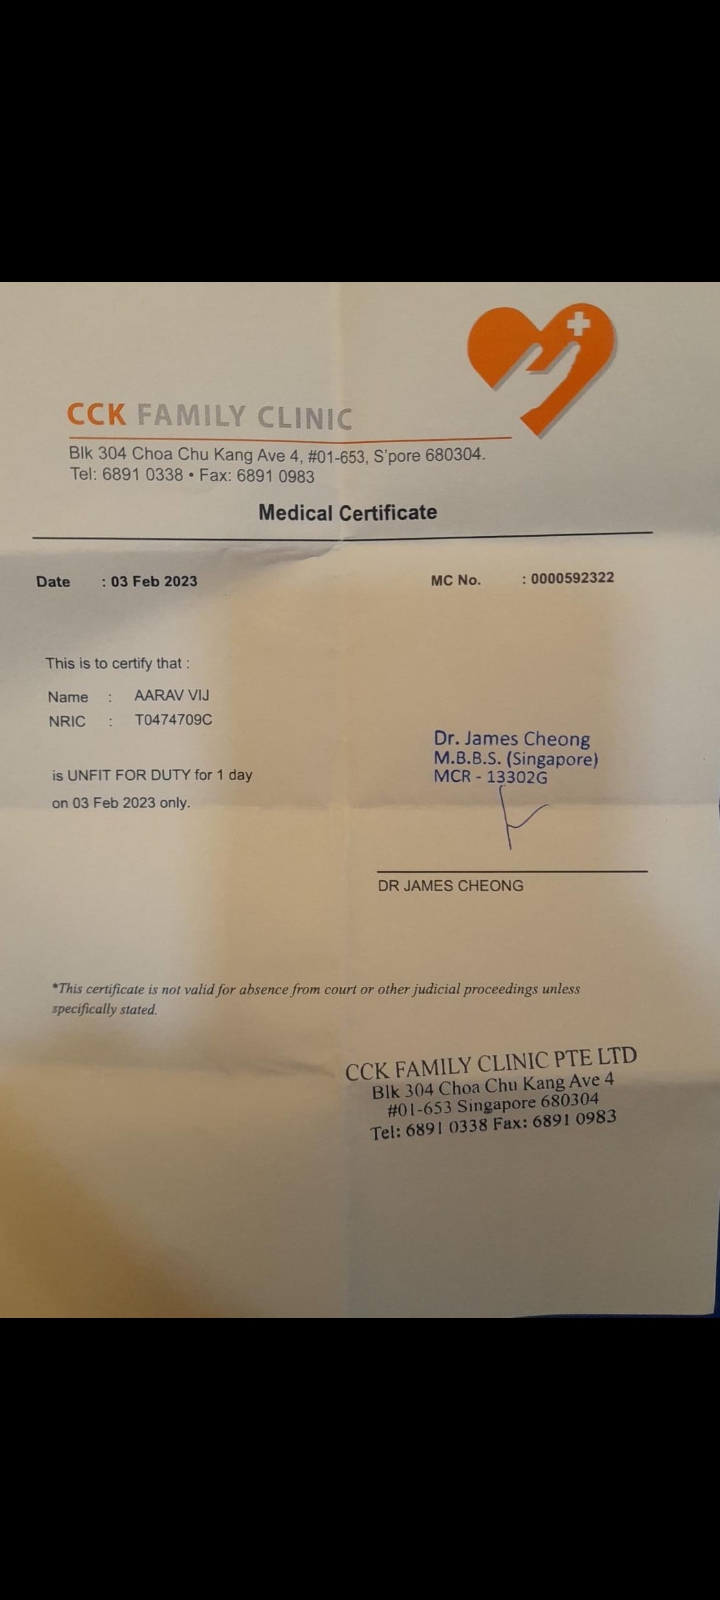 CCK FAMILY CLINIC
Blk 304 Choa Chu Kang Ave 4, #01-653, S'pore 680304.
Tel: 6891 0338 • Fax: 6891 0983
Medical Certificate
Date : 03 Feb 2023 MC No. : 0000592322
This is to certify that :
Name : AARAV VIJ
NRIC : T0474709C
is UNFIT FOR DUTY for 1 day
on 03 Feb 2023 only.
Dr. James Cheong
M.B.B.S. (Singapore)
MCR - 13302G
DR JAMES CHEONG
*This certificate is not valid for absence from court or other judicial proceedings unless
specifically stated.
CCK FAMILY CLINIC PTE LTD
Blk 304 Choa Chu Kang Ave 4
#01-653 Singapore 680304
Tel: 6891 0338 Fax: 6891 0983